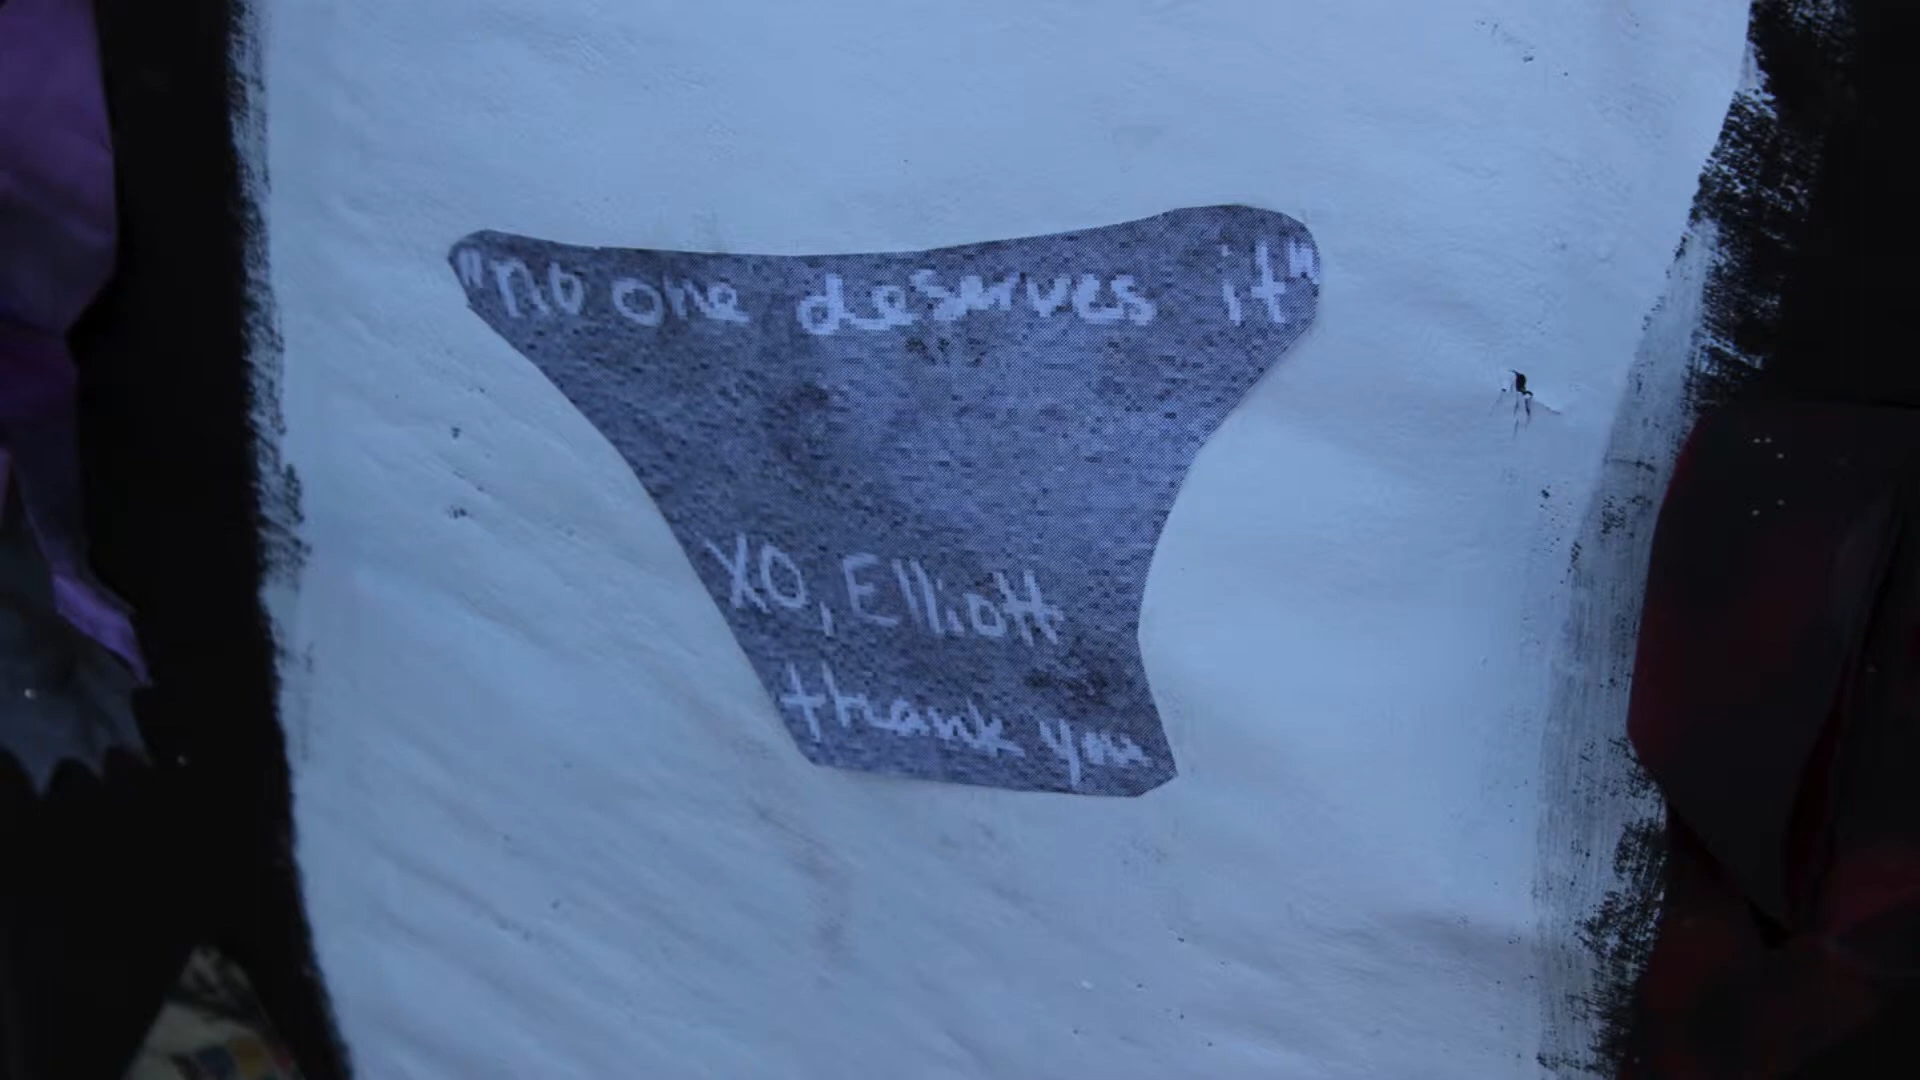 "no one deserves it"
XO, Elliott
thank you